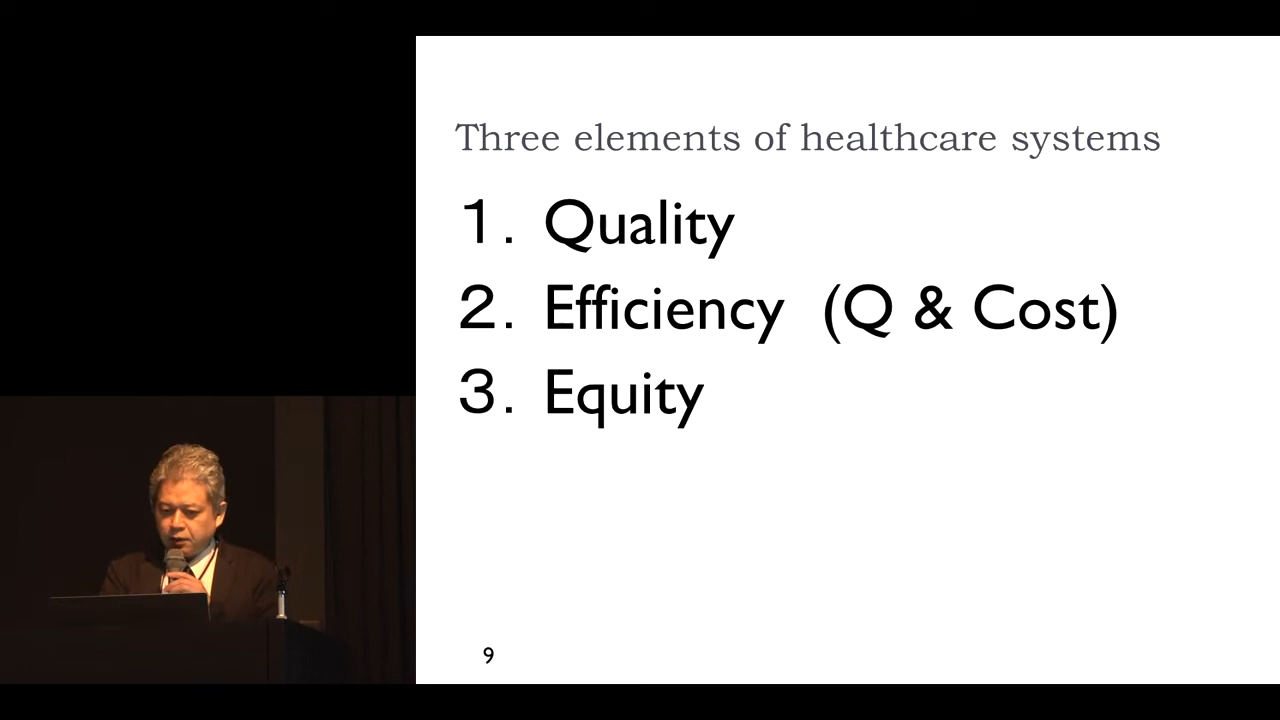 Three elements of healthcare systems
1. Quality
2. Efficiency (Q & Cost)
3. Equity
9